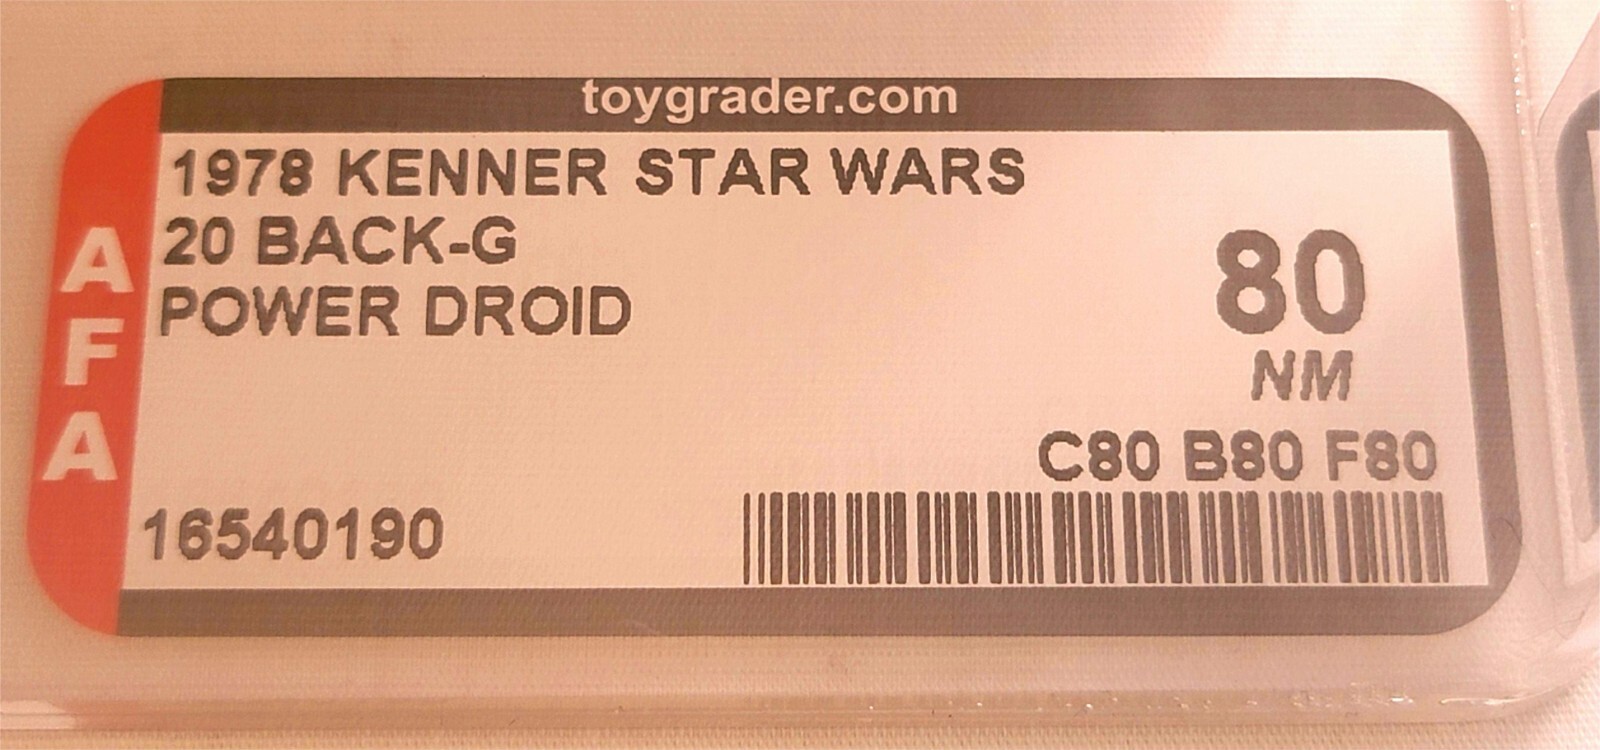 toygrader.com
AFA
1978 KENNER STAR WARS
20 BACK-G
POWER DROID
80
NM
C80 B80 F80
16540190